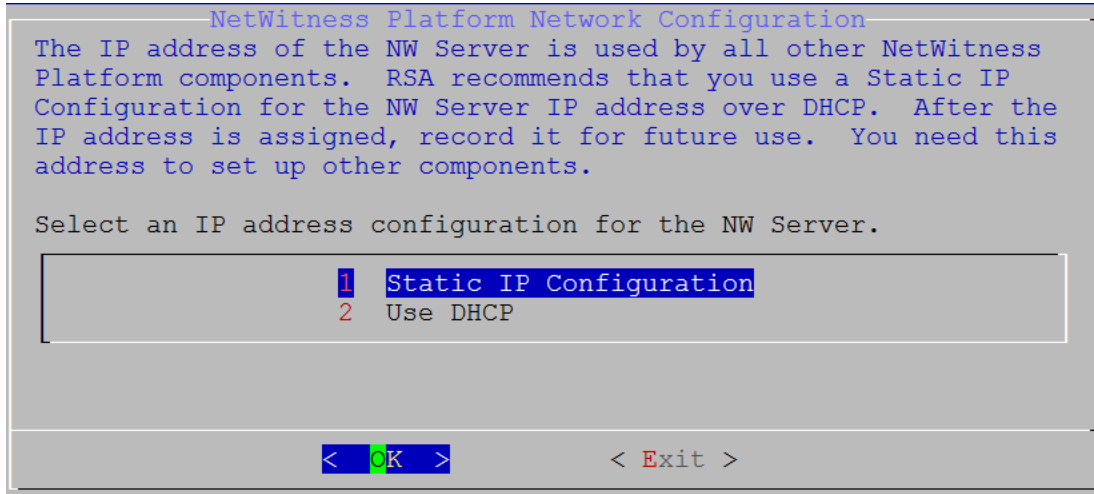 NetWitness Platform Network Configuration
The IP address of the NW Server is used by all other NetWitness
Platform components.  RSA recommends that you use a Static IP
Configuration for the NW Server IP address over DHCP.  After the
IP address is assigned, record it for future use.  You need this
address to set up other components.
Select an IP address configuration for the NW Server.
1  Static IP Configuration
2  Use DHCP
<  OK  >  < Exit >